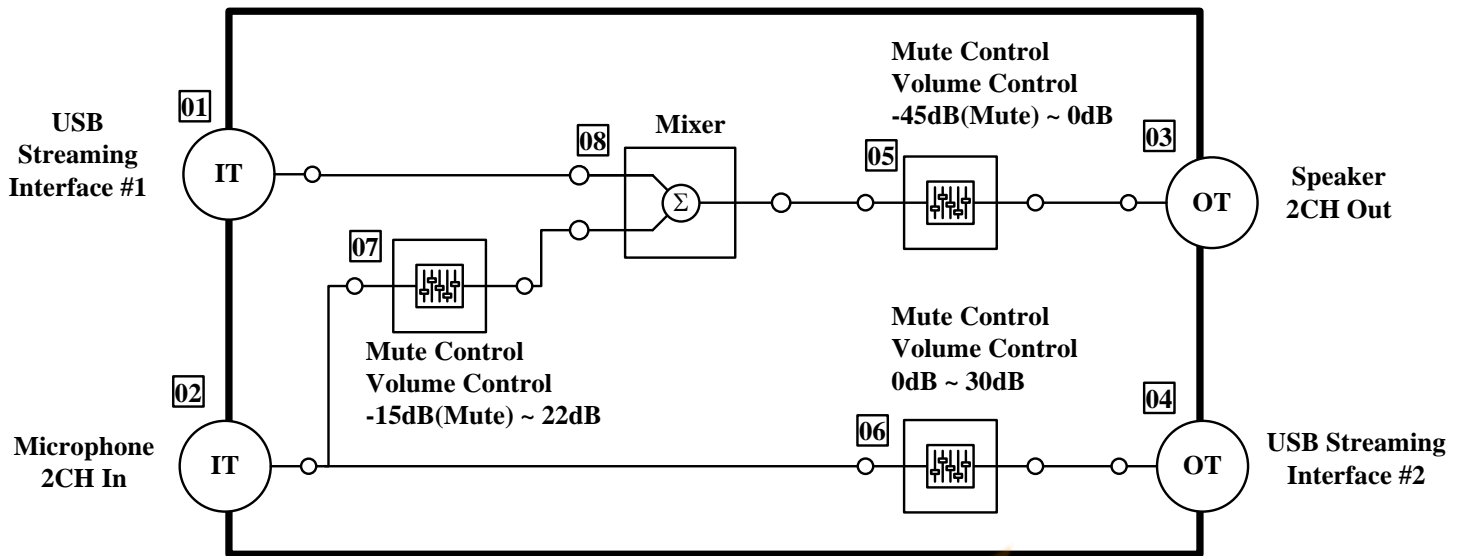 Mute Control
Volume Control
-45dB(Mute) ~ 0dB
01
USB
Streaming
Interface #1
IT
08
Mixer
Σ
05
03
OT
Speaker
2CH Out
07
Mute Control
Volume Control
-15dB(Mute) ~ 22dB
Mute Control
Volume Control
0dB ~ 30dB
02
Microphone
2CH In
IT
06
04
OT
USB Streaming
Interface #2